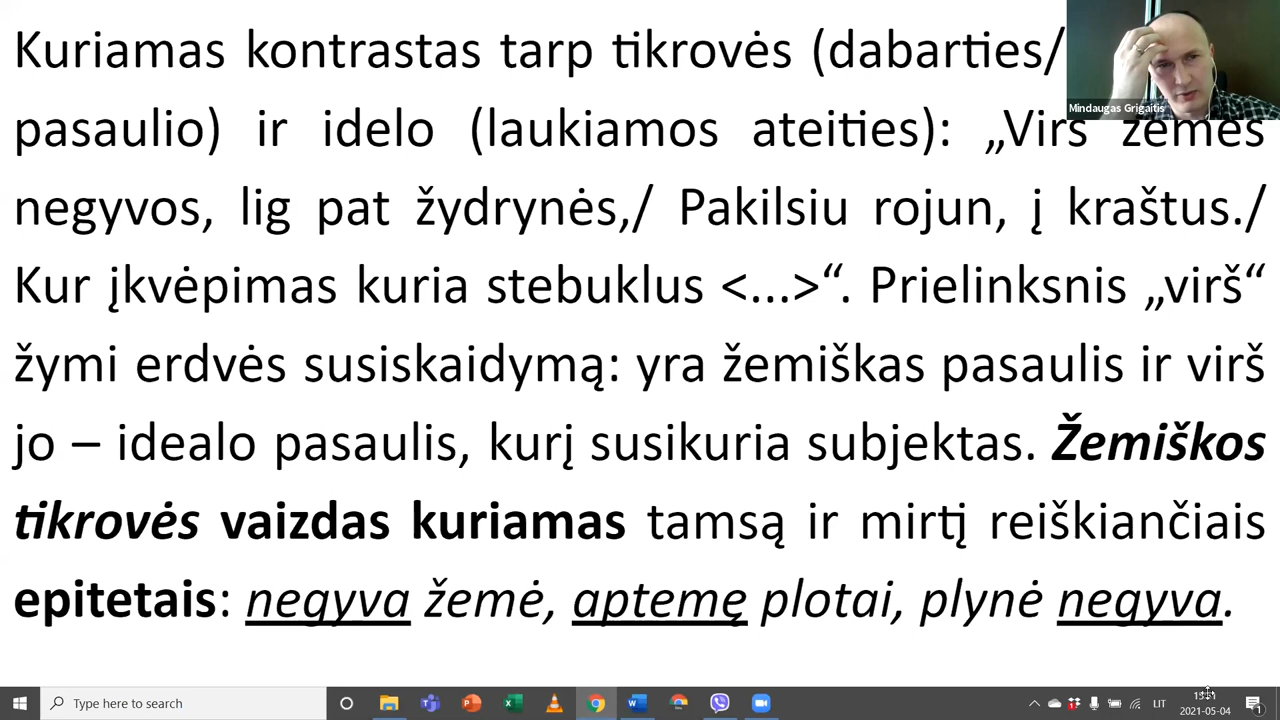 Kuriamas kontrastas tarp tikrovės (dabarties/
Mindaugas Grigaitis
pasaulio) ir idelo (laukiamos ateities): „Virš žemės
negyvos, lig pat žydrynės,/ Pakilsiu rojun, į kraštus./
Kur įkvėpimas kuria stebuklus <...>“. Prielinksnis „virš“
žymi erdvės susiskaidymą: yra žemiškas pasaulis ir virš
jo – idealo pasaulis, kurį susikuria subjektas. Žemiškos
tikrovės vaizdas kuriamas tamsą ir mirtį reiškiančiais
epitetais: negyva žemė, aptemę plotai, plynė negyva.
Type here to search
LIT
2021-05-04
1